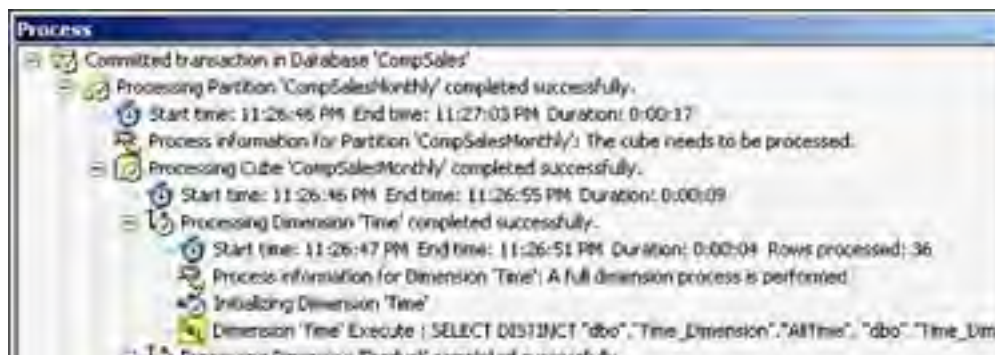 Process
Committed transaction in Database 'CompSales'
Processing Partition 'CompSalesMonthly' completed successfully.
Start time: 11:26:46 PM End time: 11:27:03 PM Duration: 0:00:17
Process information for Partition 'CompSalesMonthly': The cube needs to be processed.
Processing Cube 'CompSalesMonthly' completed successfully.
Start time: 11:26:46 PM End time: 11:26:55 PM Duration: 0:00:09
Processing Dimension 'Time' completed successfully.
Start time: 11:26:47 PM End time: 11:26:51 PM Duration: 0:00:04 Rows processed: 36
Process information for Dimension 'Time': A full dimension process is performed
Initializing Dimension 'Time'
Dimension 'Time' Execute : SELECT DISTINCT "dbo"."Time_Dimension"."AllTime", "dbo"."Time_Dim